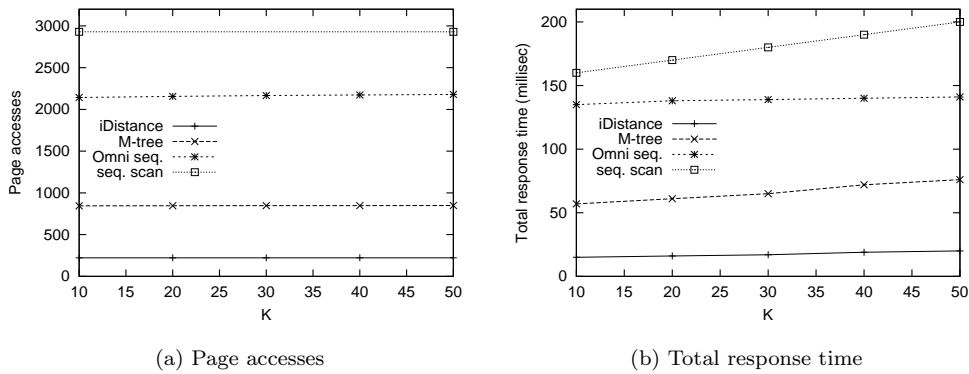 3000
2500
2000
1500
1000
500
0
Page accesses
iDistance
M-tree
Omni seq.
seq. scan
10 15 20 25 30 35 40 45 50
K
(a) Page accesses
200
150
100
50
0
Total response time (millisec)
iDistance
M-tree
Omni seq.
seq. scan
10 15 20 25 30 35 40 45 50
K
(b) Total response time